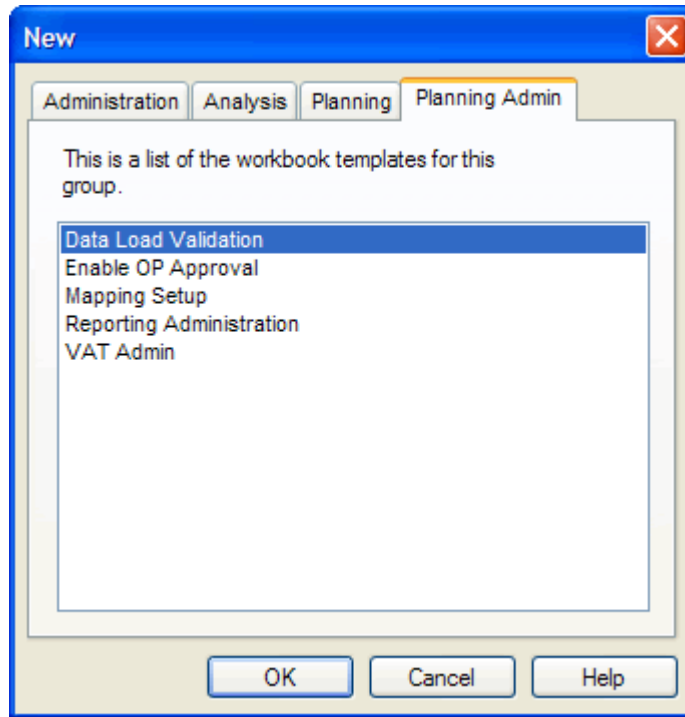 New
Administration
Analysis
Planning
Planning Admin
This is a list of the workbook templates for this
group.
Data Load Validation
Enable OP Approval
Mapping Setup
Reporting Administration
VAT Admin
OK
Cancel
Help